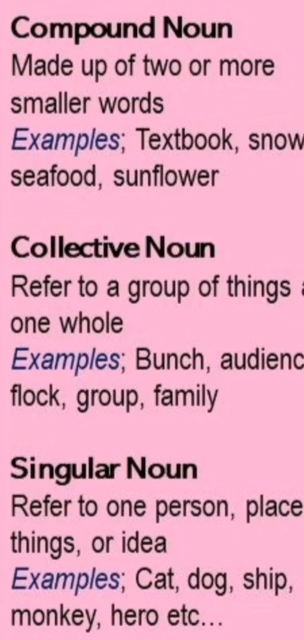 Compound Noun
Made up of two or more
smaller words
Examples; Textbook, snow
seafood, sunflower
Collective Noun
Refer to a group of things
one whole
Examples; Bunch, audienc
flock, group, family
Singular Noun
Refer to one person, place
things, or idea
Examples; Cat, dog, ship,
monkey, hero etc...